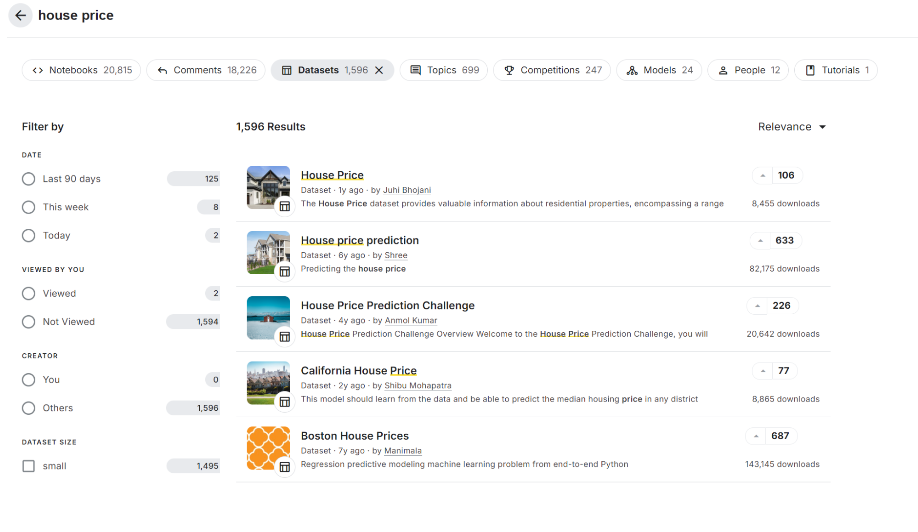 house price
Notebooks 20,815 Comments 18,226 Datasets 1,596 Topics 699 Competitions 247 Models 24 People 12 Tutorials 1
Filter by
1,596 Results
Relevance
DATE
Last 90 days 125
This week 8
Today 2
VIEWED BY YOU
Viewed 2
Not Viewed 1,594
CREATOR
You 0
Others 1,596
DATASET SIZE
small 1,495
House Price
106
Dataset · 1y ago · by Juhi Bhojani
The House Price dataset provides valuable information about residential properties, encompassing a range
8,455 downloads
House price prediction
633
Dataset · 6y ago · by Shree
Predicting the house price
82,175 downloads
House Price Prediction Challenge
226
Dataset · 4y ago · by Anmol Kumar
House Price Prediction Challenge Overview Welcome to the House Price Prediction Challenge, you will
20,642 downloads
California House Price
77
Dataset · 2y ago · by Shibu Mohapatra
This model should learn from the data and be able to predict the median housing price in any district
8,865 downloads
Boston House Prices
687
Dataset · 7y ago · by Manimala
Regression predictive modeling machine learning problem from end-to-end Python
143,145 downloads